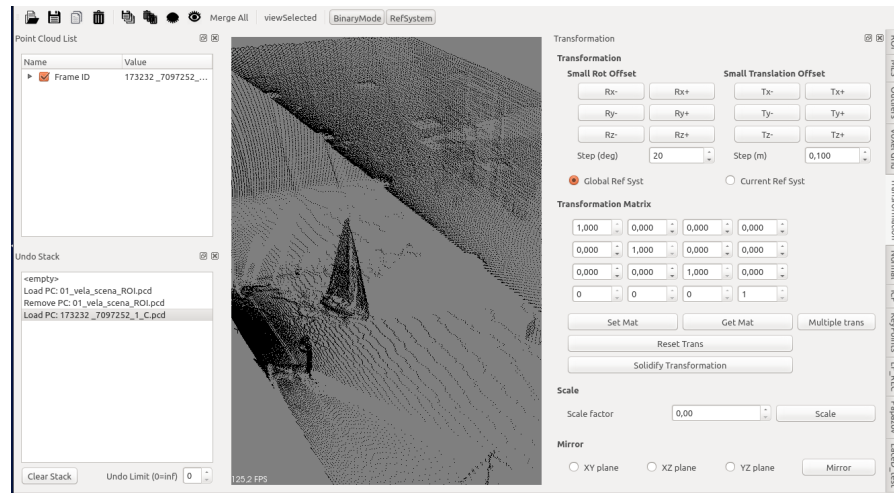 Merge All viewSelected BinaryMode RefSystem
Point Cloud List
Name Value
Frame ID 173232 _7097252_...
Undo Stack
<empty>
Load PC: 01_vela_scena_ROI.pcd
Remove PC: 01_vela_scena_ROI.pcd
Load PC: 173232 _7097252_1_C.pcd
Clear Stack Undo Limit (0=inf) 0
125.2 FPS
Transformation
Transformation
Small Rot Offset Small Translation Offset
Rx- Rx+ Tx- Tx+
Ry- Ry+ Ty- Ty+
Rz- Rz+ Tz- Tz+
Step (deg) 20 Step (m) 0,100
Global Ref Syst Current Ref Syst
Transformation Matrix
1,000 0,000 0,000 0,000
0,000 1,000 0,000 0,000
0,000 0,000 1,000 0,000
0 0 0 1
Set Mat Get Mat Multiple trans
Reset Trans
Solidify Transformation
Scale
Scale factor 0,00 Scale
Mirror
XY plane XZ plane YZ plane Mirror